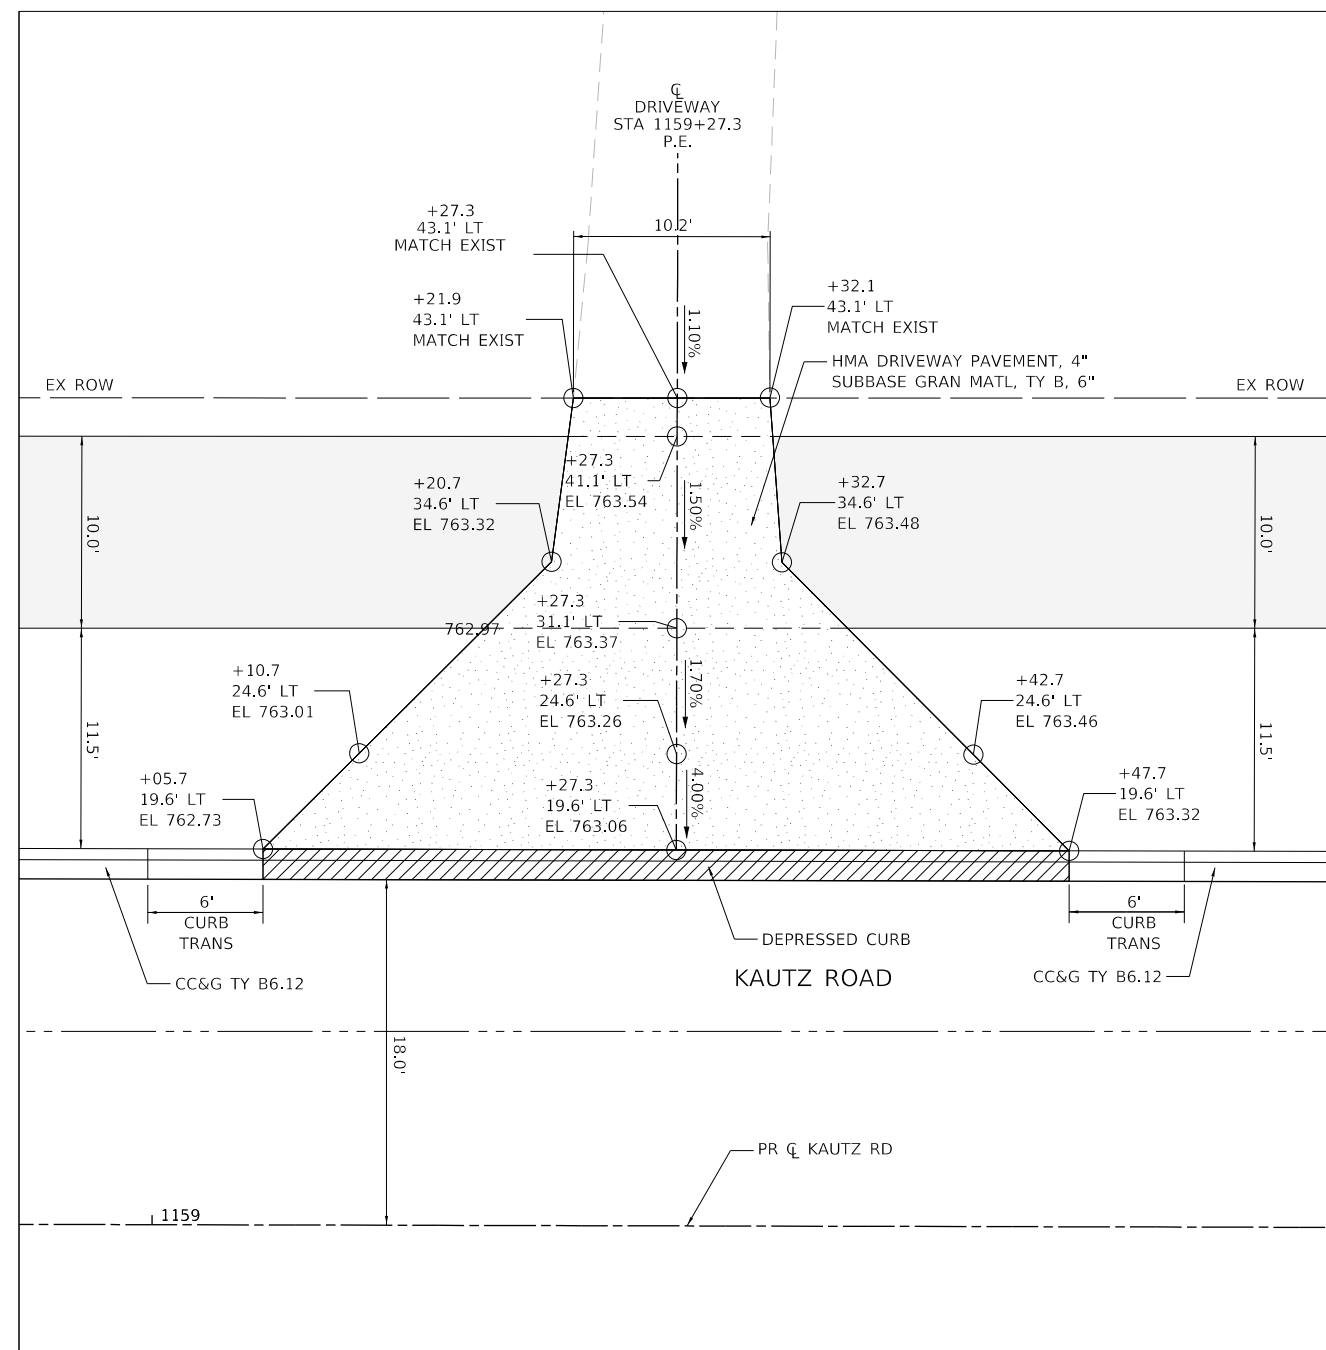 ℄
DRIVEWAY
STA 1159+27.3
P.E.
+27.3
43.1' LT
MATCH EXIST
10.2'
+21.9
43.1' LT
MATCH EXIST
+32.1
43.1' LT
MATCH EXIST
1.10%
HMA DRIVEWAY PAVEMENT, 4"
SUBBASE GRAN MATL, TY B, 6"
EX ROW
EX ROW
+20.7
34.6' LT
EL 763.32
+27.3
41.1' LT
EL 763.54
1.50%
+32.7
34.6' LT
EL 763.48
10.0'
10.0'
+27.3
31.1' LT
EL 763.37
762.97
+10.7
24.6' LT
EL 763.01
+27.3
24.6' LT
EL 763.26
1.70%
+42.7
24.6' LT
EL 763.46
11.5'
11.5'
+05.7
19.6' LT
EL 762.73
+27.3
19.6' LT
EL 763.06
4.00%
+47.7
19.6' LT
EL 763.32
6'
CURB
TRANS
6'
CURB
TRANS
DEPRESSED CURB
CC&G TY B6.12
KAUTZ ROAD
CC&G TY B6.12
18.0'
PR ℄ KAUTZ RD
1159